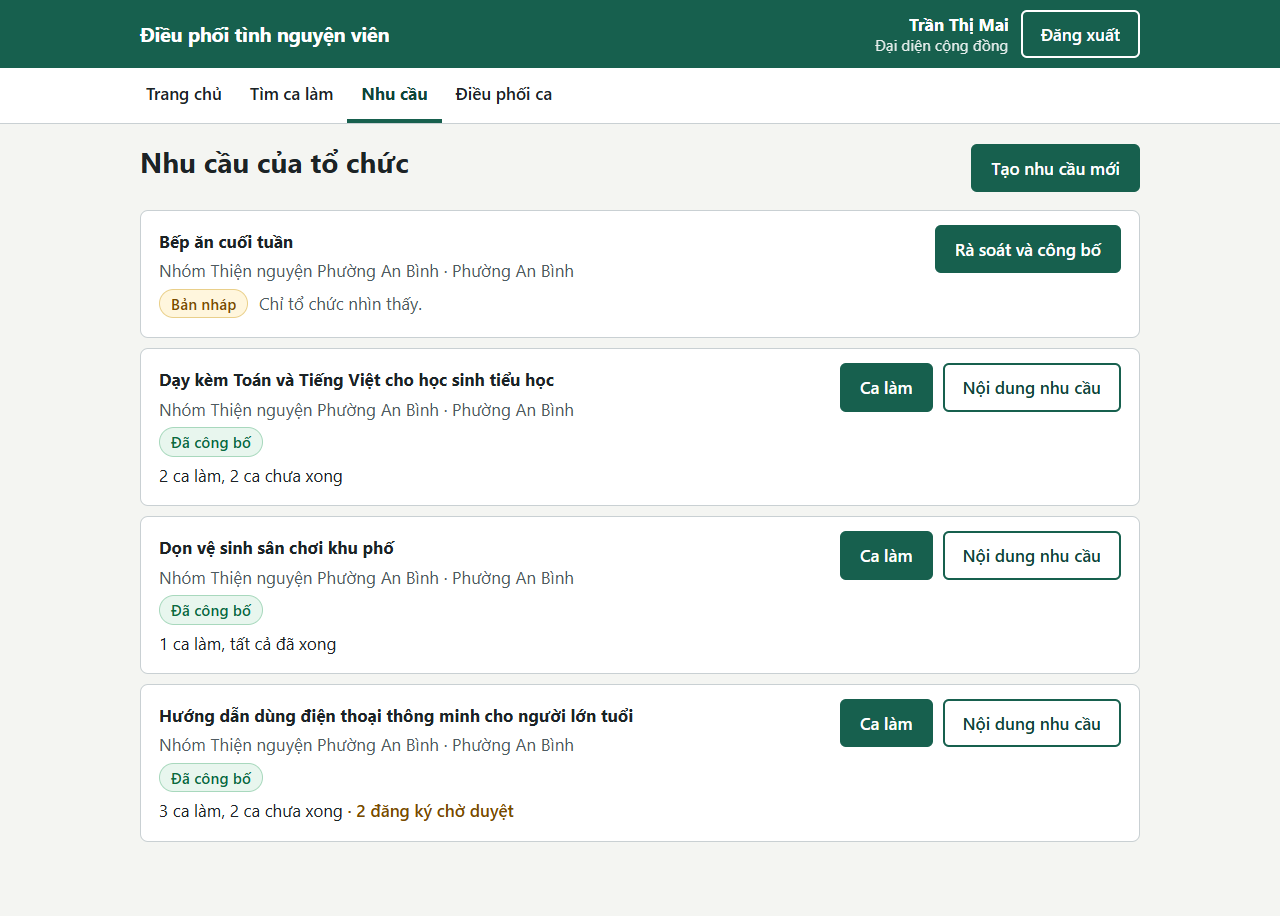 Điều phối tình nguyện viên
Trần Thị Mai
Đại diện cộng đồng
Đăng xuất
Trang chủ
Tìm ca làm
Nhu cầu
Điều phối ca
Nhu cầu của tổ chức
Tạo nhu cầu mới
Bếp ăn cuối tuần
Nhóm Thiện nguyện Phường An Bình · Phường An Bình
Bản nháp
Chỉ tổ chức nhìn thấy.
Rà soát và công bố
Dạy kèm Toán và Tiếng Việt cho học sinh tiểu học
Nhóm Thiện nguyện Phường An Bình · Phường An Bình
Đã công bố
2 ca làm, 2 ca chưa xong
Ca làm
Nội dung nhu cầu
Dọn vệ sinh sân chơi khu phố
Nhóm Thiện nguyện Phường An Bình · Phường An Bình
Đã công bố
1 ca làm, tất cả đã xong
Ca làm
Nội dung nhu cầu
Hướng dẫn dùng điện thoại thông minh cho người lớn tuổi
Nhóm Thiện nguyện Phường An Bình · Phường An Bình
Đã công bố
3 ca làm, 2 ca chưa xong · 2 đăng ký chờ duyệt
Ca làm
Nội dung nhu cầu